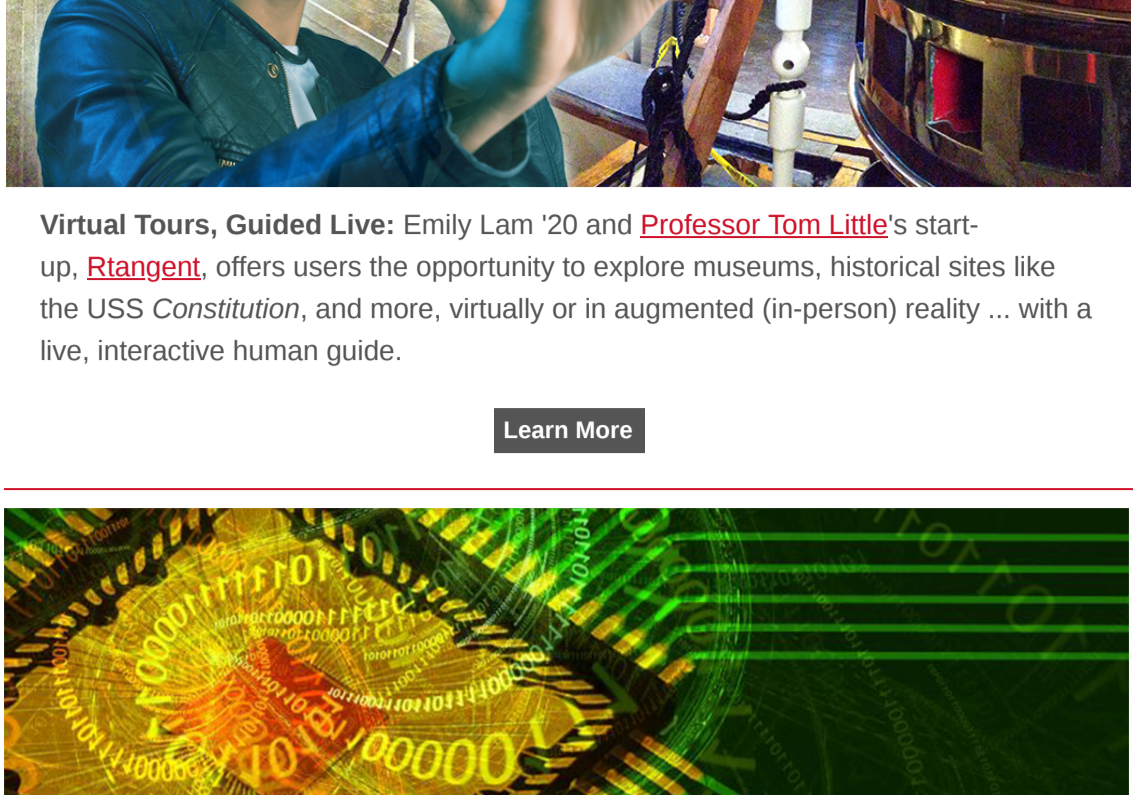 Virtual Tours, Guided Live: Emily Lam '20 and Professor Tom Little's start-
up, Rtangent, offers users the opportunity to explore museums, historical sites like
the USS Constitution, and more, virtually or in augmented (in-person) reality ... with a
live, interactive human guide.
Learn More